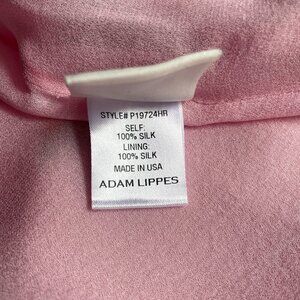 STYLE# P19724HR
SELF:
100% SILK
LINING:
100% SILK
MADE IN USA
ADAM LIPPES